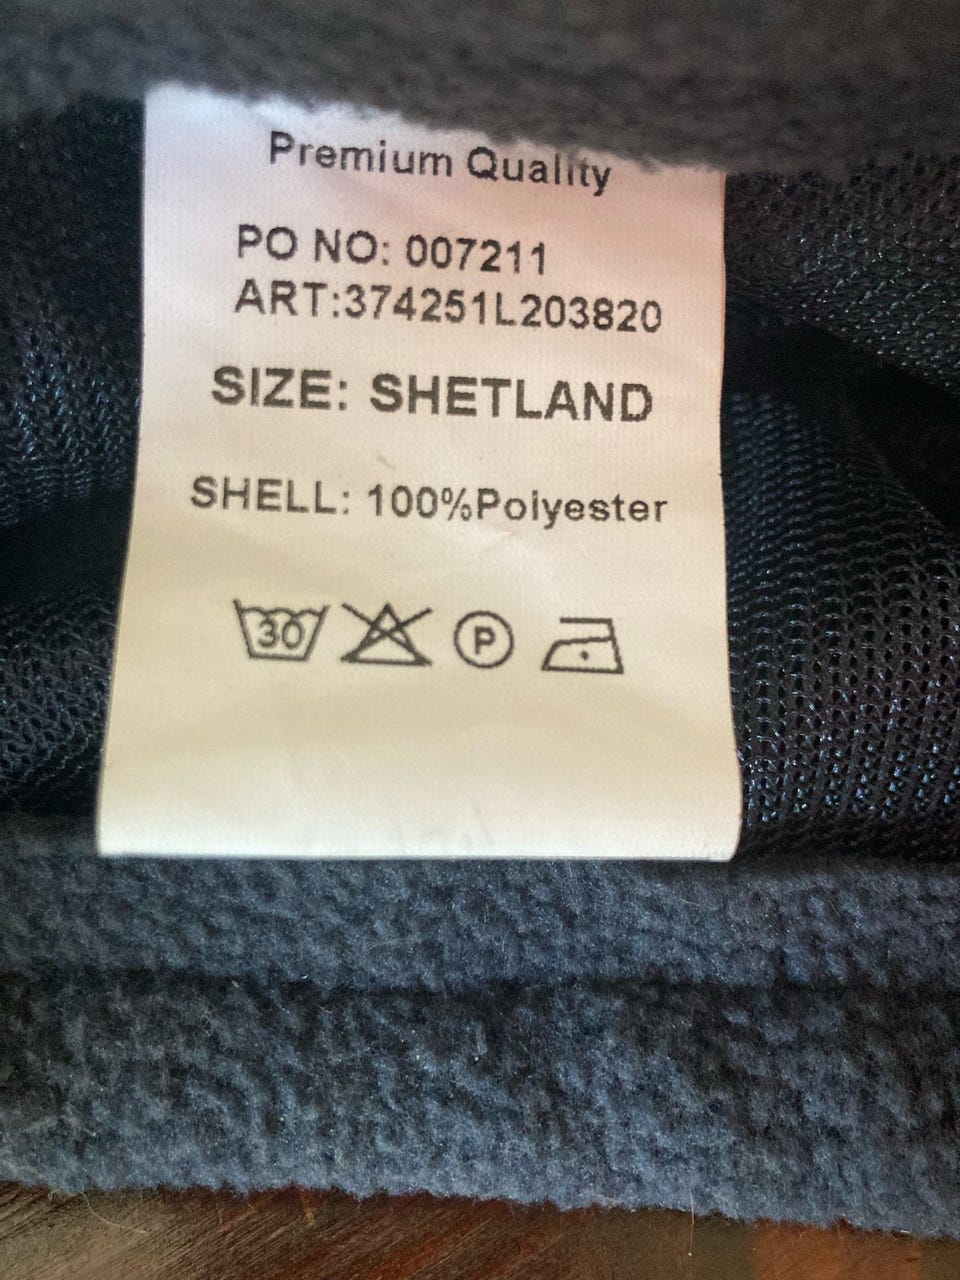 Premium Quality
PO NO: 007211
ART:374251L203820
SIZE: SHETLAND
SHELL: 100%Polyester
30 P